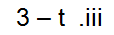 3 – t .iii